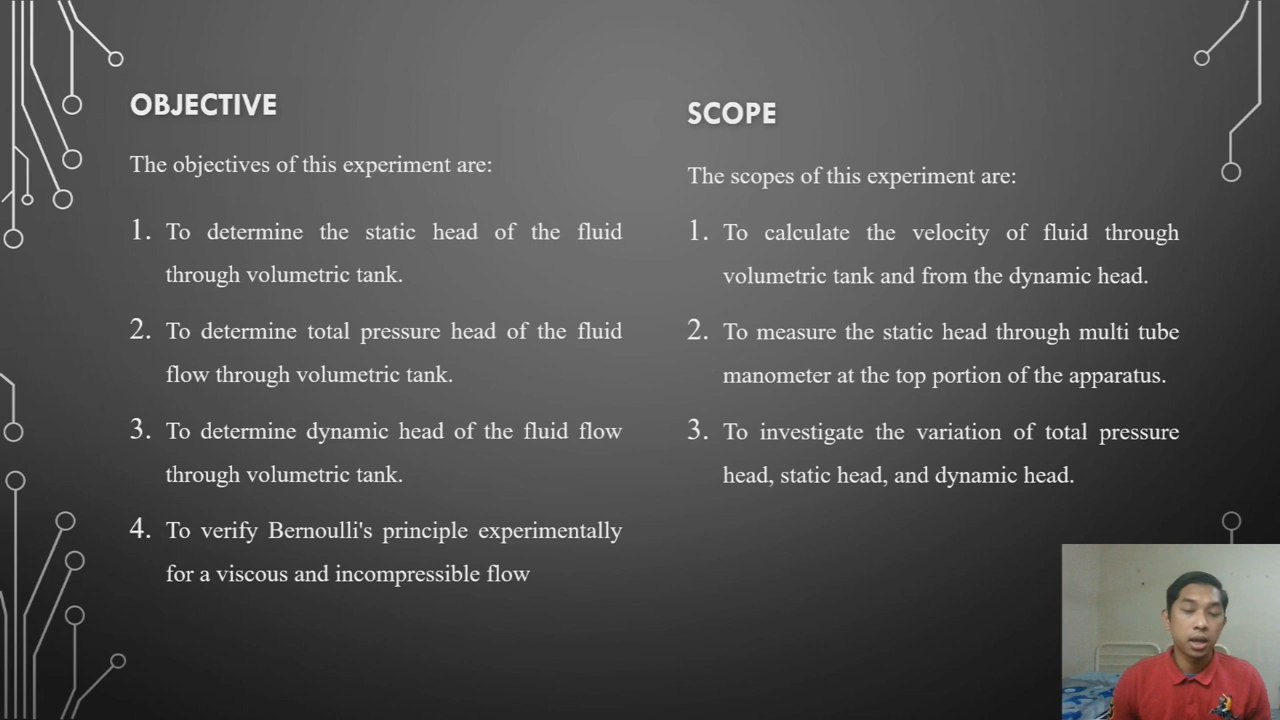 OBJECTIVE
The objectives of this experiment are:
1. To determine the static head of the fluid
through volumetric tank.
2. To determine total pressure head of the fluid
flow through volumetric tank.
3. To determine dynamic head of the fluid flow
through volumetric tank.
4. To verify Bernoulli's principle experimentally
for a viscous and incompressible flow
SCOPE
The scopes of this experiment are:
1. To calculate the velocity of fluid through
volumetric tank and from the dynamic head.
2. To measure the static head through multi tube
manometer at the top portion of the apparatus.
3. To investigate the variation of total pressure
head, static head, and dynamic head.